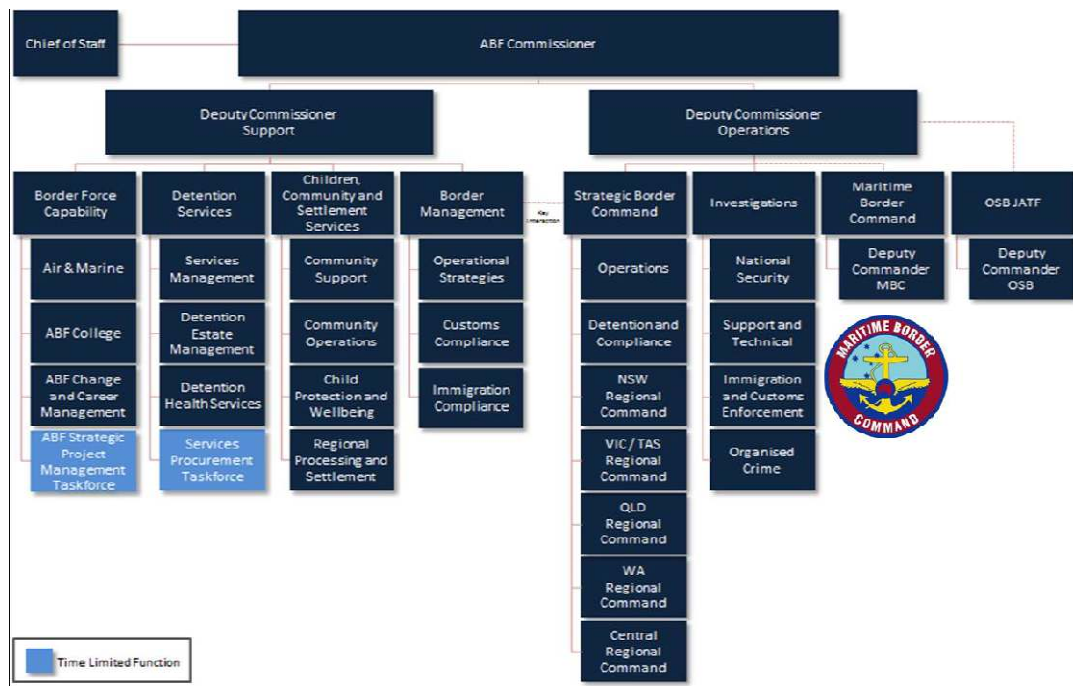 Chief of Staff
ABF Commissioner
Deputy Commissioner
Support
Deputy Commissioner
Operations
Border Force
Capability
Detention
Services
Children,
Community and
Settlement
Services
Border
Management
Key
Interaction
Strategic Border
Command
Investigations
Maritime
Border
Command
OSB JATF
Air & Marine
Services
Management
Community
Support
Operational
Strategies
Operations
National
Security
Deputy
Commander
MBC
Deputy
Commander
OSB
ABF College
Detention
Estate
Management
Community
Operations
Customs
Compliance
Detention and
Compliance
Support and
Technical
MARITIME BORDER
COMMAND
ABF Change
and Career
Management
Detention
Health Services
Child
Protection and
Wellbeing
Immigration
Compliance
NSW
Regional
Command
Immigration
and Customs
Enforcement
ABF Strategic
Project
Management
Taskforce
Services
Procurement
Taskforce
Regional
Processing and
Settlement
VIC / TAS
Regional
Command
Organised
Crime
QLD
Regional
Command
WA
Regional
Command
Central
Regional
Command
Time Limited Function